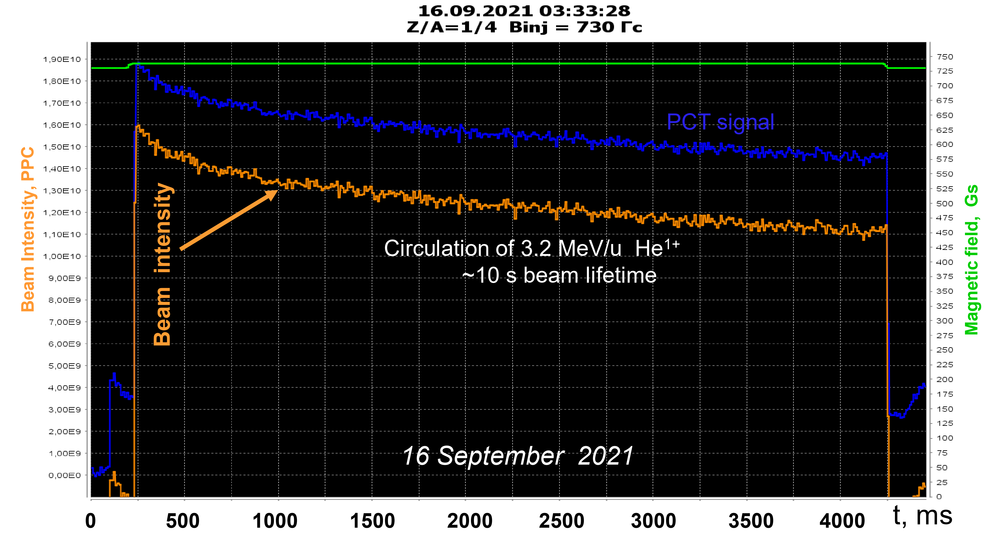 16.09.2021 03:33:28
Z/A=1/4 Binj = 730 Гс
Beam Intensity, PPC
1,90E10
1,80E10
1,70E10
1,60E10
1,50E10
1,40E10
1,30E10
1,20E10
1,10E10
1,00E10
9,00E9
8,00E9
7,00E9
6,00E9
5,00E9
4,00E9
3,00E9
2,00E9
1,00E9
0,00E0
Beam intensity
PCT signal
Circulation of 3.2 MeV/u He¹⁺
~10 s beam lifetime
16 September 2021
750
725
700
675
650
625
600
575
550
525
500
475
450
425
400
375
350
325
300
275
250
225
200
175
150
125
100
75
50
25
0
Magnetic field, Gs
0 500 1000 1500 2000 2500 3000 3500 4000 t, ms